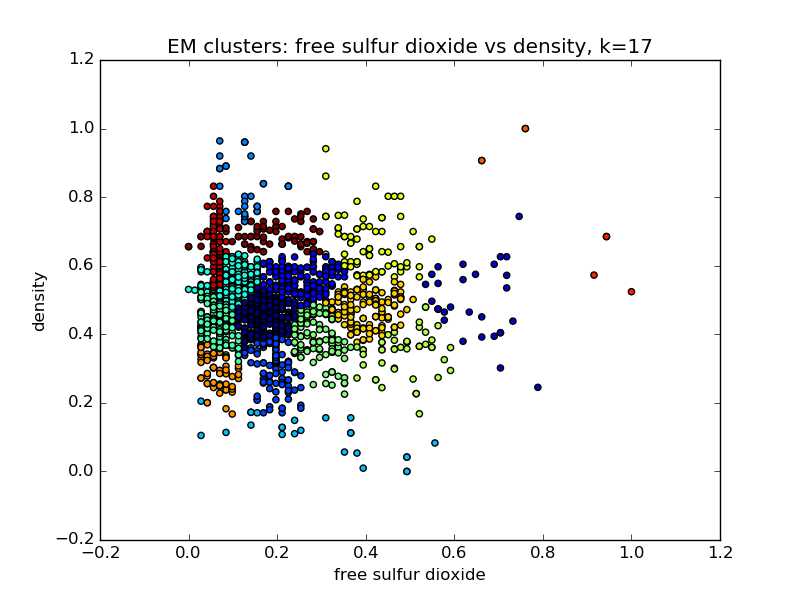 EM clusters: free sulfur dioxide vs density, k=17
1.2
1.0
0.8
0.6
0.4
0.2
0.0
−0.2
density
−0.2 0.0 0.2 0.4 0.6 0.8 1.0 1.2
free sulfur dioxide